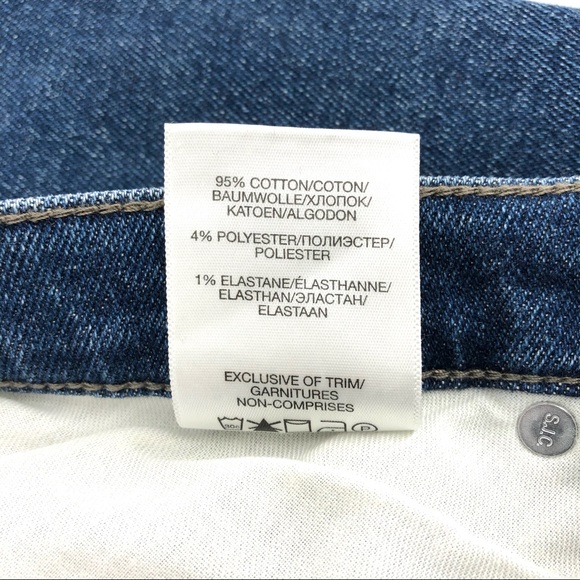 95% COTTON/COTON/
BAUMWOLLE/ХЛОПОК/
KATOEN/ALGODON
4% POLYESTER/ПОЛИЭСТЕР/
POLIESTER
1% ELASTANE/ÉLASTHANNE/
ELASTHAN/ЭЛАСТАН/
ELASTAAN
EXCLUSIVE OF TRIM/
GARNITURES
NON-COMPRISES
30c
P